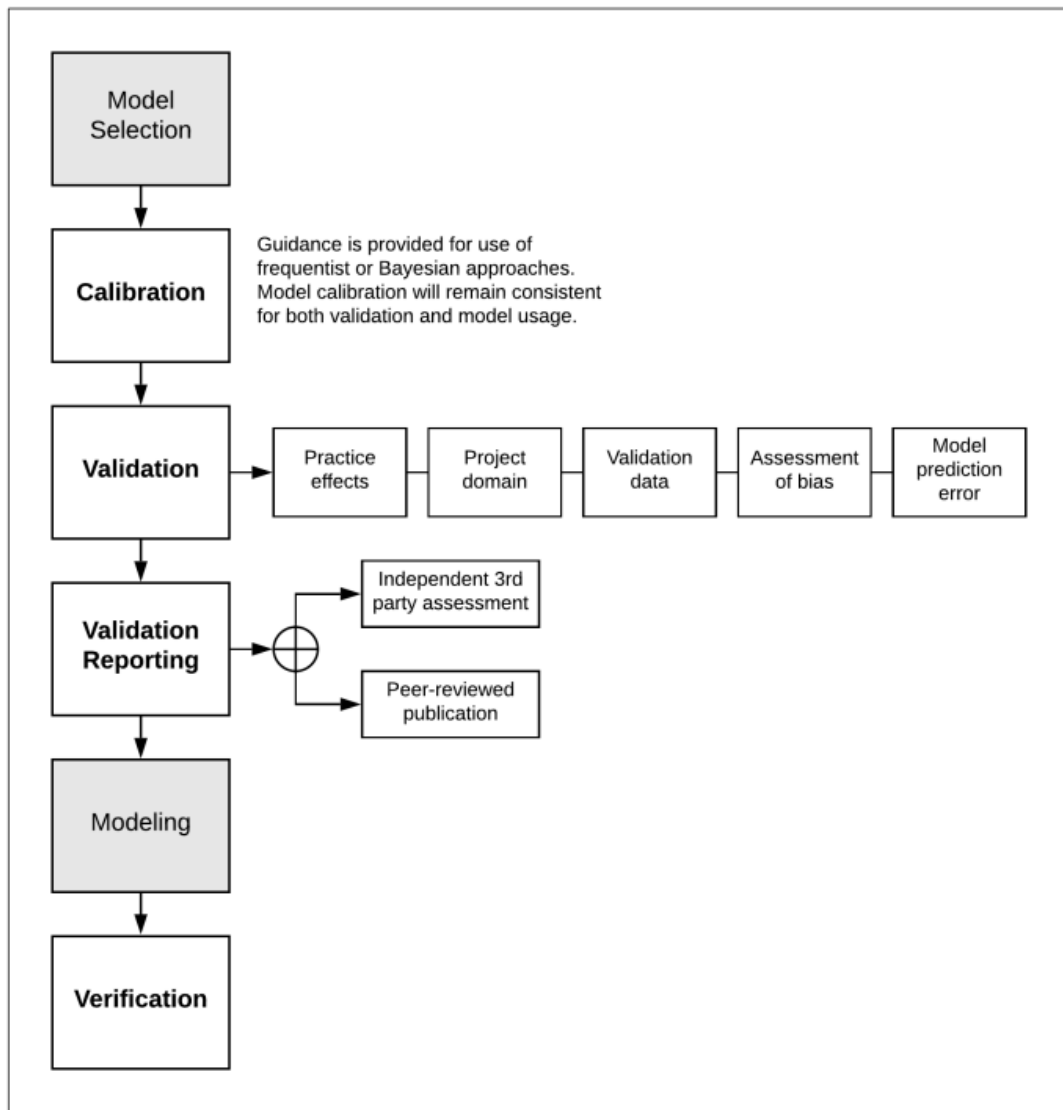 Model
Selection
Calibration
Guidance is provided for use of
frequentist or Bayesian approaches.
Model calibration will remain consistent
for both validation and model usage.
Validation
Practice
effects
Project
domain
Validation
data
Assessment
of bias
Model
prediction
error
Validation
Reporting
Independent 3rd
party assessment
Peer-reviewed
publication
Modeling
Verification